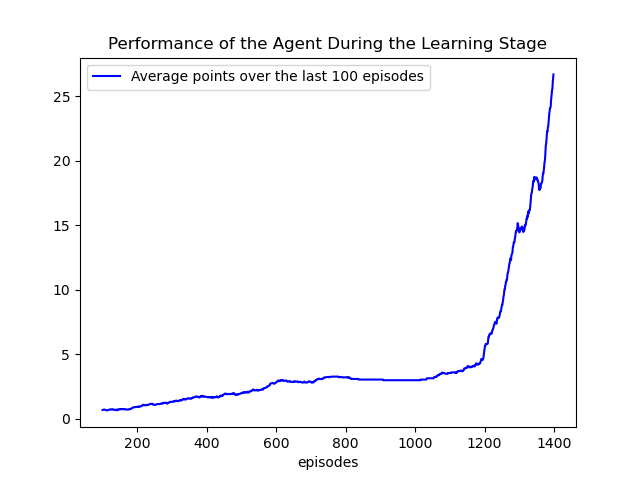 Performance of the Agent During the Learning Stage
Average points over the last 100 episodes
25
20
15
10
5
0
200 400 600 800 1000 1200 1400
episodes